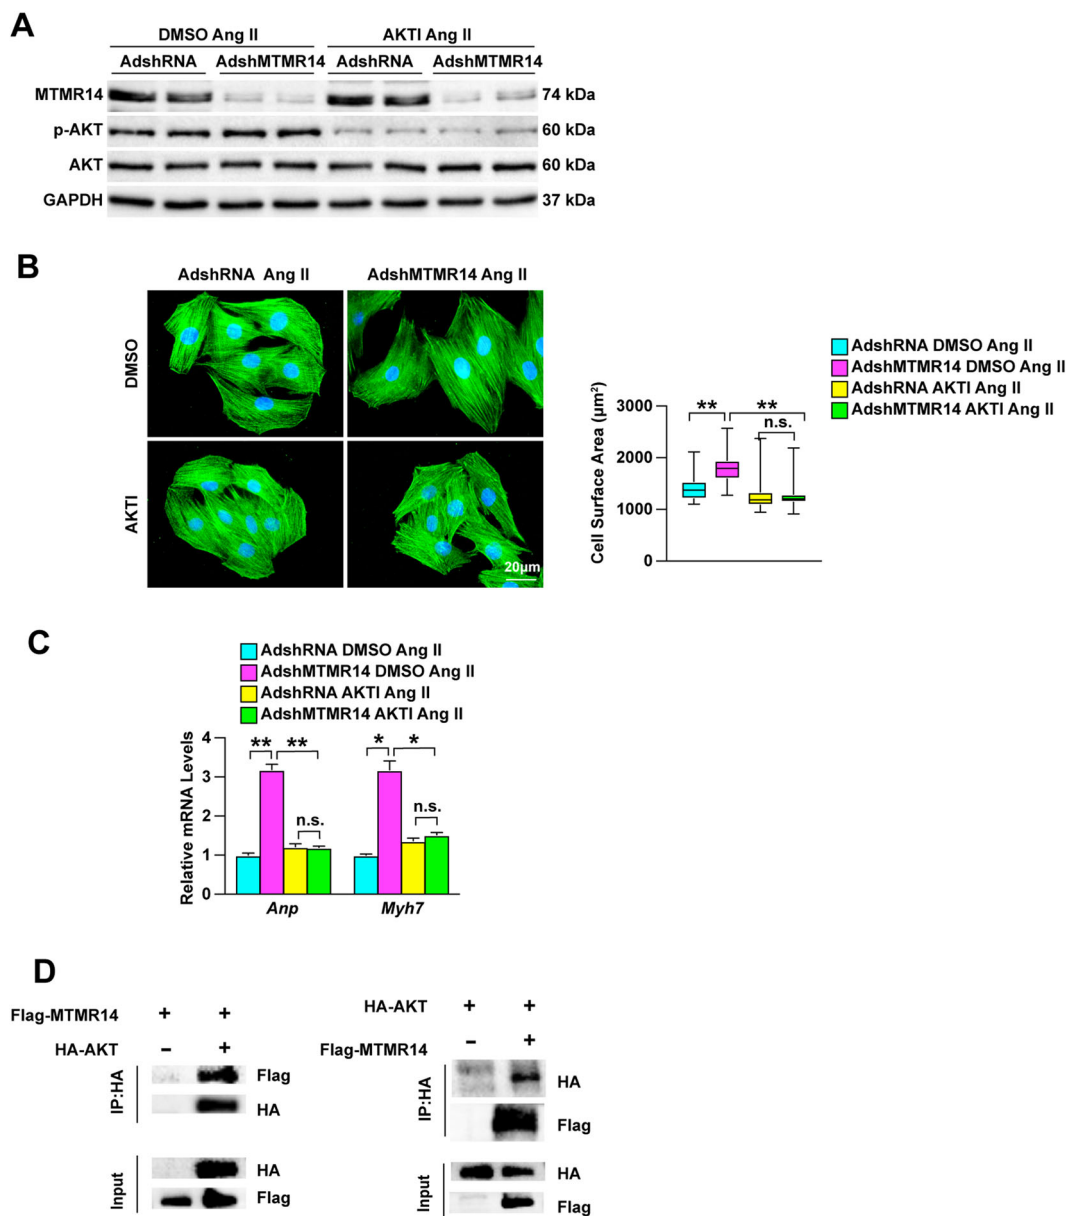 A
DMSO Ang II
AKTI Ang II
AdshRNA AdshMTMR14 AdshRNA AdshMTMR14
MTMR14 74 kDa
p-AKT 60 kDa
AKT 60 kDa
GAPDH 37 kDa
B
AdshRNA Ang II AdshMTMR14 Ang II
DMSO
AKTI
20µm
AdshRNA DMSO Ang II
AdshMTMR14 DMSO Ang II
AdshRNA AKTI Ang II
AdshMTMR14 AKTI Ang II
Cell Surface Area (µm²)
3000
2000
1000
0
** **
n.s.
C
AdshRNA DMSO Ang II
AdshMTMR14 DMSO Ang II
AdshRNA AKTI Ang II
AdshMTMR14 AKTI Ang II
Relative mRNA Levels
4
3
2
1
0
** ** * *
n.s. n.s.
Anp Myh7
D
Flag-MTMR14 + +
HA-AKT – +
IP:HA
Flag
HA
Input
HA
Flag
HA-AKT + +
Flag-MTMR14 – +
IP:HA
HA
Flag
Input
HA
Flag